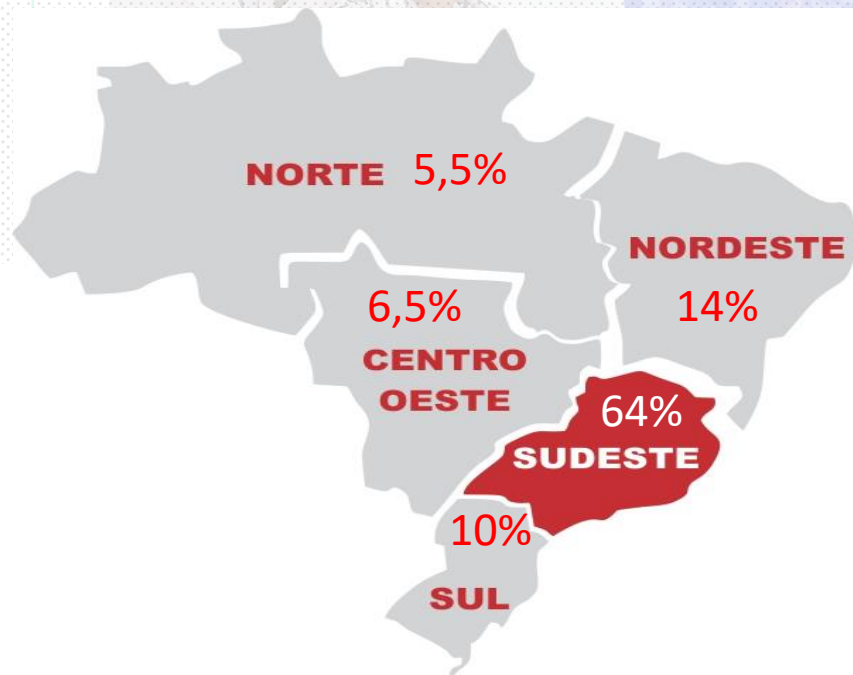 NORTE 5,5%
NORDESTE
14%
6,5%
CENTRO
OESTE
64%
SUDESTE
10%
SUL